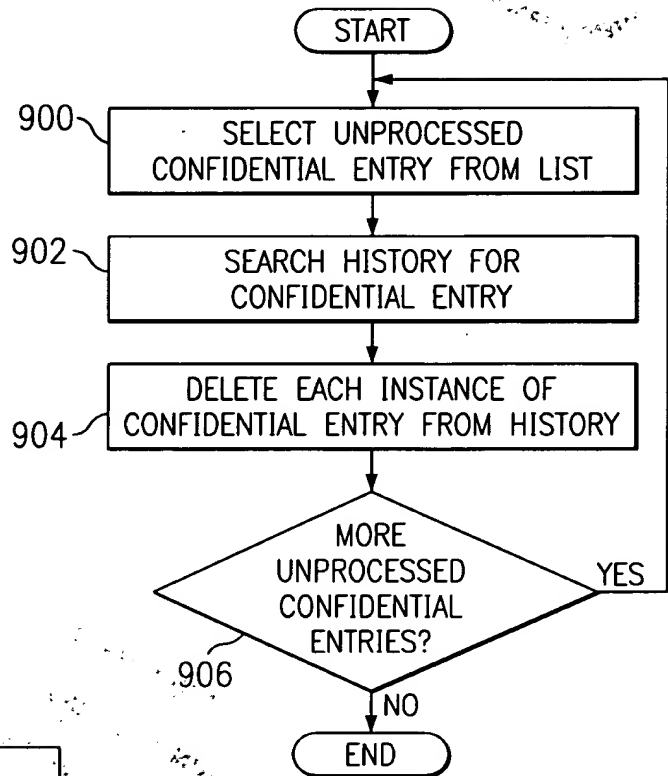 START
900
SELECT UNPROCESSED
CONFIDENTIAL ENTRY FROM LIST
902
SEARCH HISTORY FOR
CONFIDENTIAL ENTRY
DELETE EACH INSTANCE OF
CONFIDENTIAL ENTRY FROM HISTORY
904
MORE
UNPROCESSED
CONFIDENTIAL
ENTRIES?
YES
906
NO
END